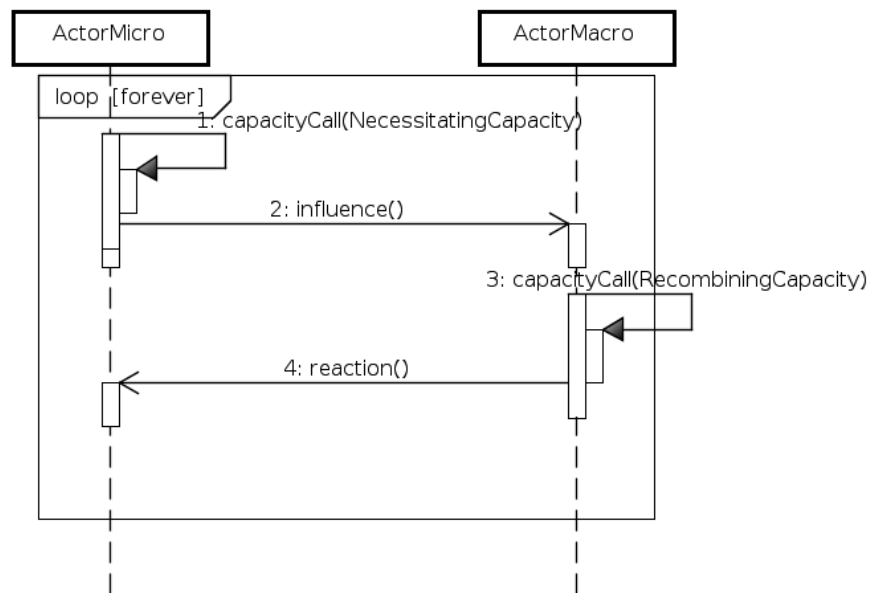 ActorMicro
ActorMacro
loop [forever]
1: capacityCall(NecessitatingCapacity)
2: influence()
3: capacityCall(RecombiningCapacity)
4: reaction()